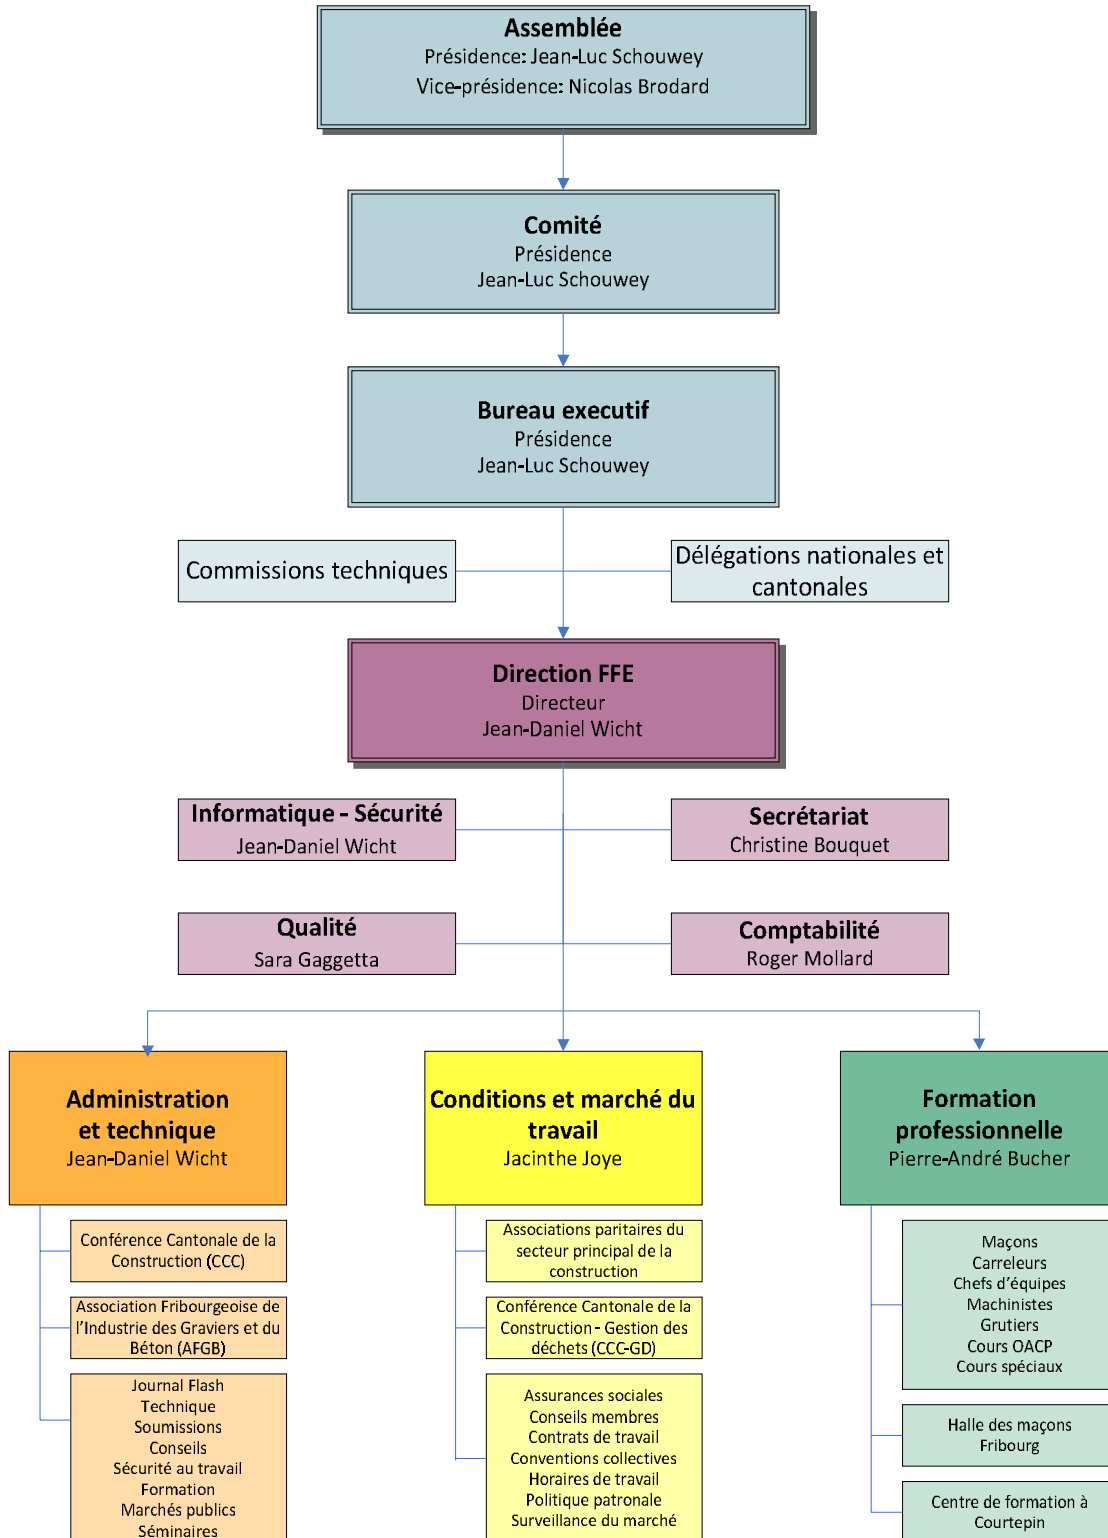 Assemblée
Présidence: Jean-Luc Schouwey
Vice-présidence: Nicolas Brodard
Comité
Présidence
Jean-Luc Schouwey
Bureau executif
Présidence
Jean-Luc Schouwey
Commissions techniques
Délégations nationales et
cantonales
Direction FFE
Directeur
Jean-Daniel Wicht
Informatique - Sécurité
Jean-Daniel Wicht
Secrétariat
Christine Bouquet
Qualité
Sara Gaggetta
Comptabilité
Roger Mollard
Administration
et technique
Jean-Daniel Wicht
Conférence Cantonale de la
Construction (CCC)
Association Fribourgeoise de
l'Industrie des Graviers et du
Béton (AFGB)
Journal Flash
Technique
Soumissions
Conseils
Sécurité au travail
Formation
Marchés publics
Séminaires
Conditions et marché du
travail
Jacinthe Joye
Associations paritaires du
secteur principal de la
construction
Conférence Cantonale de la
Construction - Gestion des
déchets (CCC-GD)
Assurances sociales
Conseils membres
Contrats de travail
Conventions collectives
Horaires de travail
Politique patronale
Surveillance du marché
Formation
professionnelle
Pierre-André Bucher
Maçons
Carreleurs
Chefs d'équipes
Machinistes
Grutiers
Cours OACP
Cours spéciaux
Halle des maçons
Fribourg
Centre de formation à
Courtepin